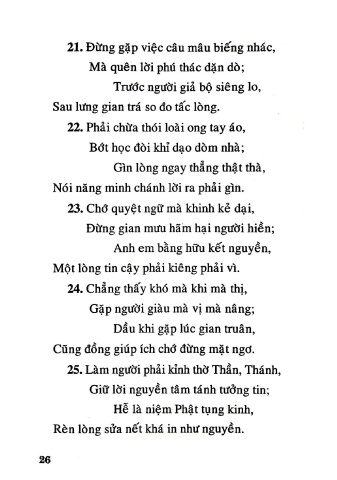 21. Đừng gặp việc câu mâu biếng nhác,
Mà quên lời phú thác dặn dò;
Trước người giả bộ siêng lo,
Sau lưng gian trá so đo tấc lòng.
22. Phải chừa thói loài ong tay áo,
Bớt học đòi khỉ dạo dòm nhà;
Gìn lòng ngay thẳng thật thà,
Nói năng minh chánh lời ra phải gìn.
23. Chớ quyệt ngữ mà khinh kẻ dại,
Đừng gian mưu hãm hại người hiền;
Anh em bằng hữu kết nguyền,
Một lòng tin cậy phải kiêng phải vì.
24. Chẳng thấy khó mà khi mà thị,
Gặp người giàu mà vị mà nâng;
Dầu khi gặp lúc gian truân,
Cũng đồng giúp ích chớ đừng mặt ngơ.
25. Làm người phải kỉnh thờ Thần, Thánh,
Giữ lời nguyền tâm tánh tưởng tin;
Hễ là niệm Phật tụng kinh,
Rèn lòng sửa nết khá in như nguyền.
26